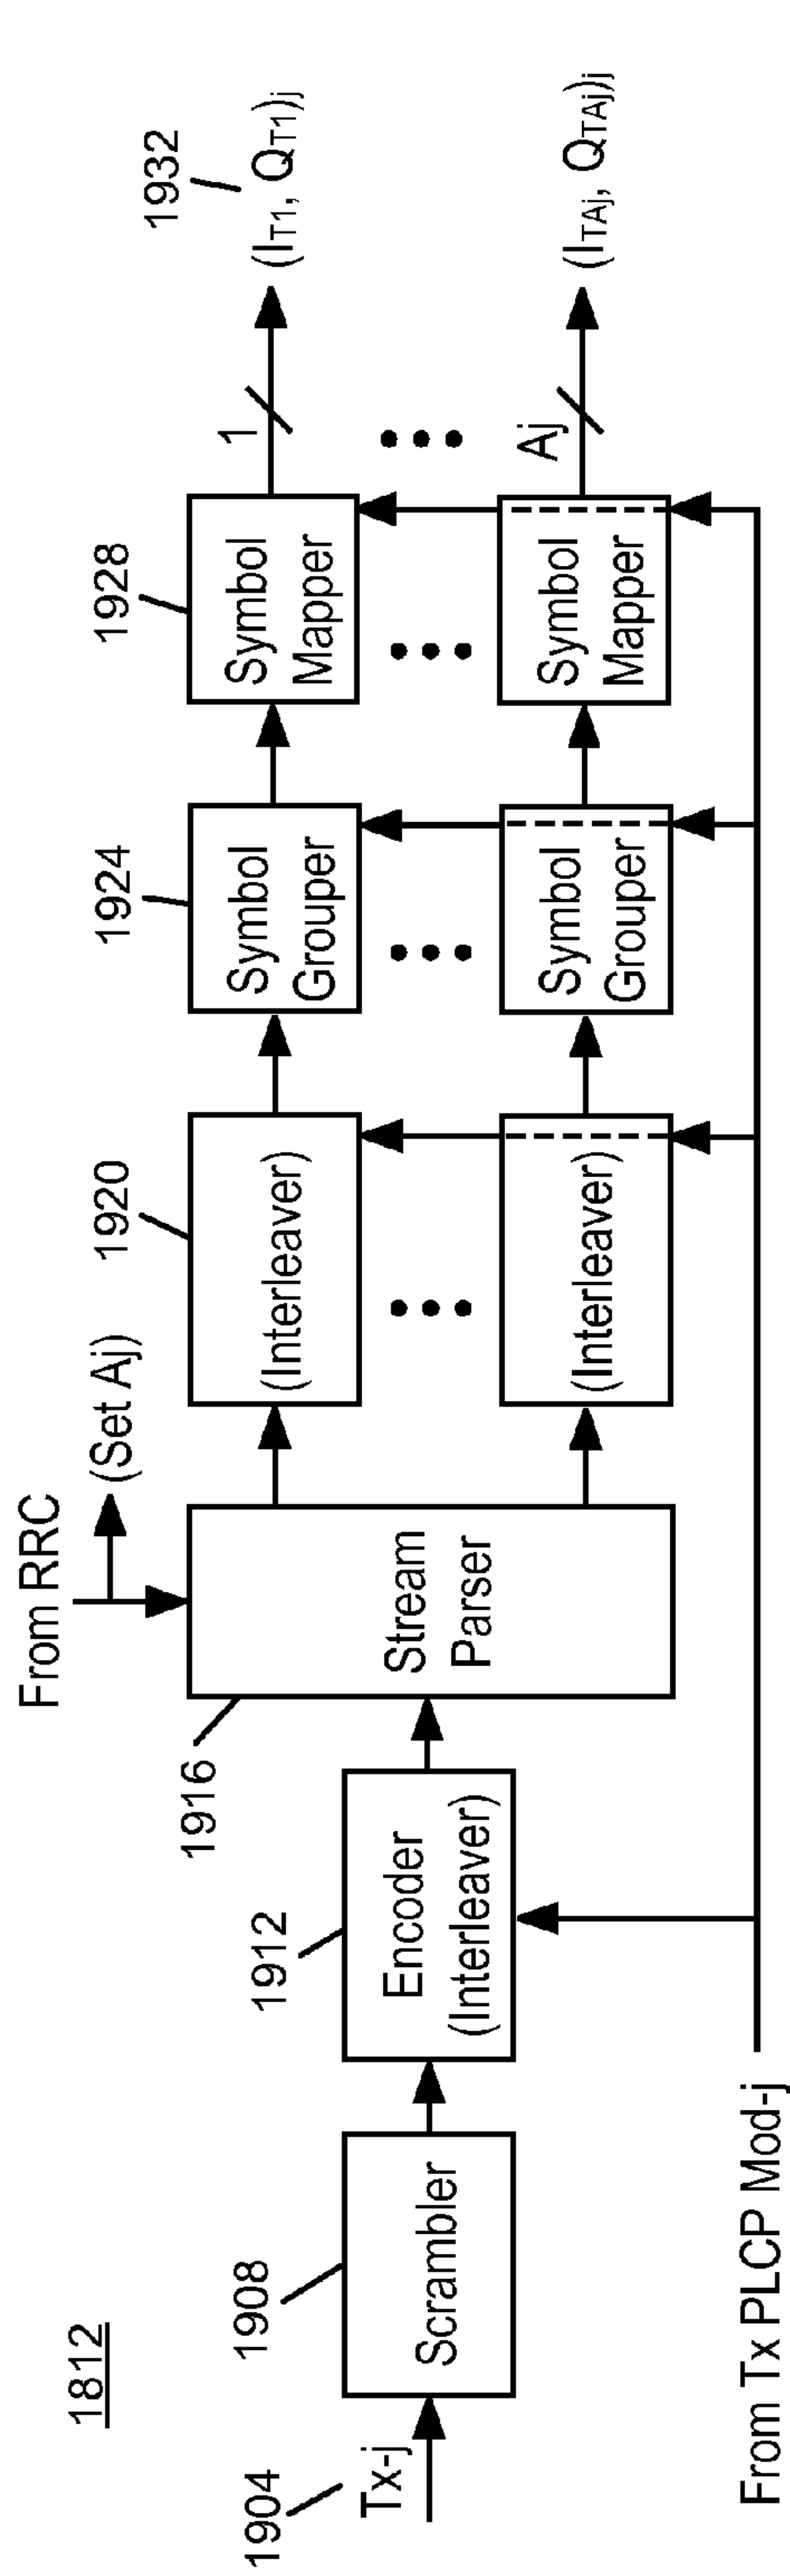 1812
From RRC
(Set Aj)
1904
Tx-j
1908
Scrambler
1912
Encoder
(Interleaver)
1916
Stream
Parser
1920
(Interleaver)
1924
Symbol
Grouper
1928
Symbol
Mapper
1
1932
(IT1, QT1)j
(Interleaver)
Symbol
Grouper
Symbol
Mapper
Aj
(ITAj, QTAj)j
From Tx PLCP Mod-j